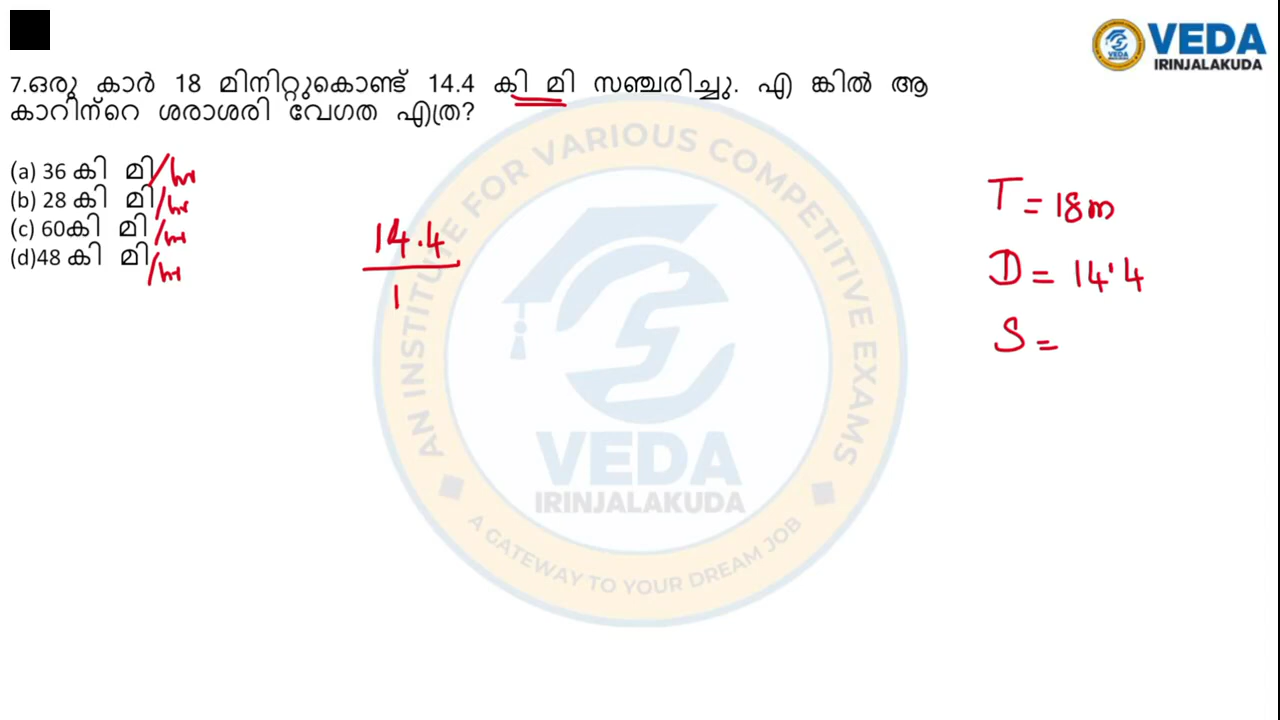 VEDA
IRINJALAKUDA
7.ഒരു കാർ 18 മിനിറ്റുകൊണ്ട് 14.4 കി മി സഞ്ചരിച്ചു. എ ങ്കിൽ ആ
കാറിന്റെ ശരാശരി വേഗത എത്ര?
(a) 36 കി മി/hr
(b) 28 കി മി/hr
(c) 60കി മി/hr
(d)48 കി മി/hr
14.4
1
T = 18m
D = 14.4
S =
AN INSTITUTE FOR VARIOUS COMPETITIVE EXAMS
VEDA
IRINJALAKUDA
A GATEWAY TO YOUR DREAM JOB